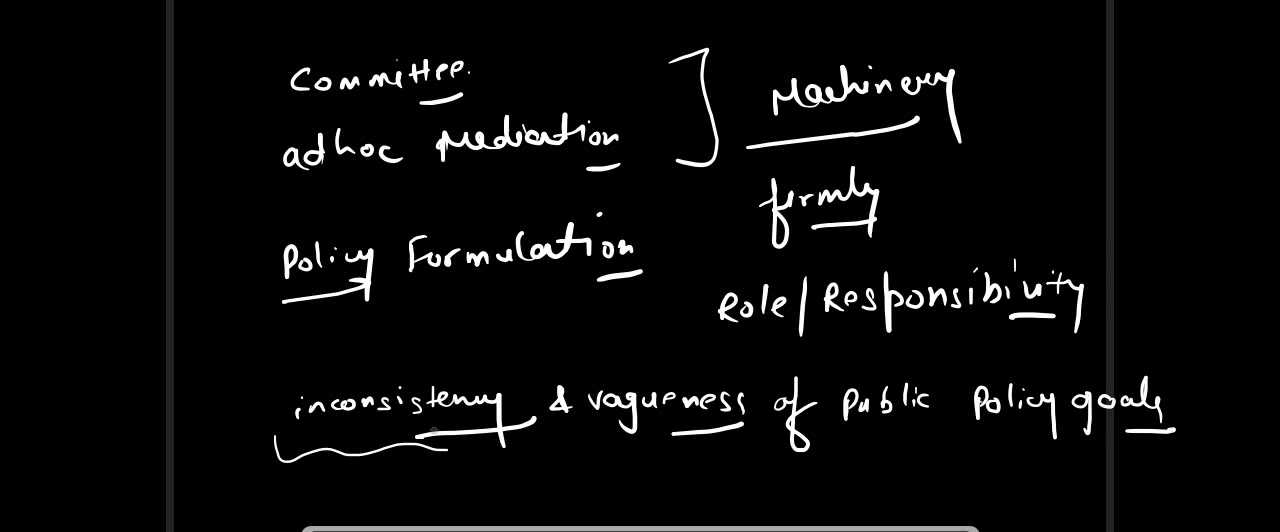 Committee.
adhoc Mediation
Machinery
firmly
Policy Formulation
Role/Responsibility
inconsistency & vagueness of Public Policy goals